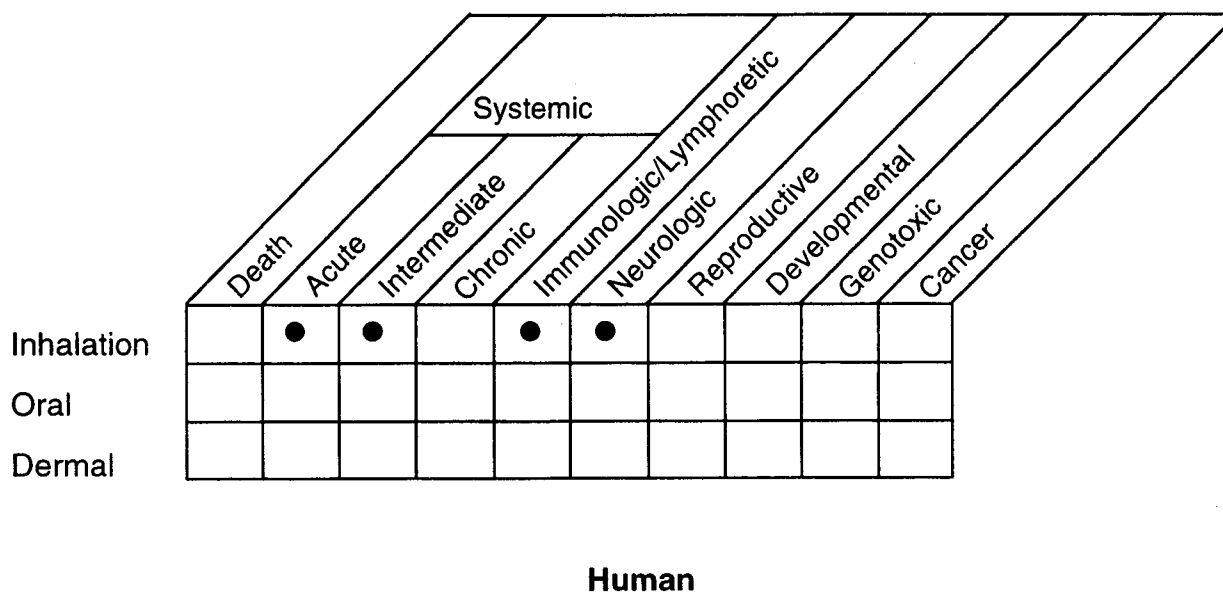 Systemic
Death
Acute
Intermediate
Chronic
Immunologic/Lymphoretic
Neurologic
Reproductive
Developmental
Genotoxic
Cancer
Inhalation
Oral
Dermal
Human